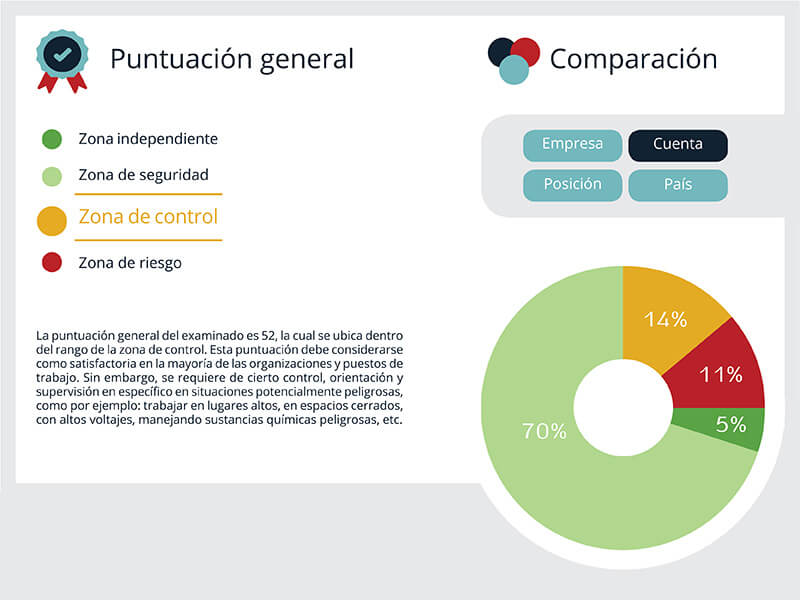 Puntuación general
Zona independiente
Zona de seguridad
Zona de control
Zona de riesgo
La puntuación general del examinado es 52, la cual se ubica dentro
del rango de la zona de control. Esta puntuación debe considerarse
como satisfactoria en la mayoría de las organizaciones y puestos de
trabajo. Sin embargo, se requiere de cierto control, orientación y
supervisión en específico en situaciones potencialmente peligrosas,
como por ejemplo: trabajar en lugares altos, en espacios cerrados,
con altos voltajes, manejando sustancias químicas peligrosas, etc.
Comparación
Empresa
Cuenta
Posición
País
14%
11%
5%
70%